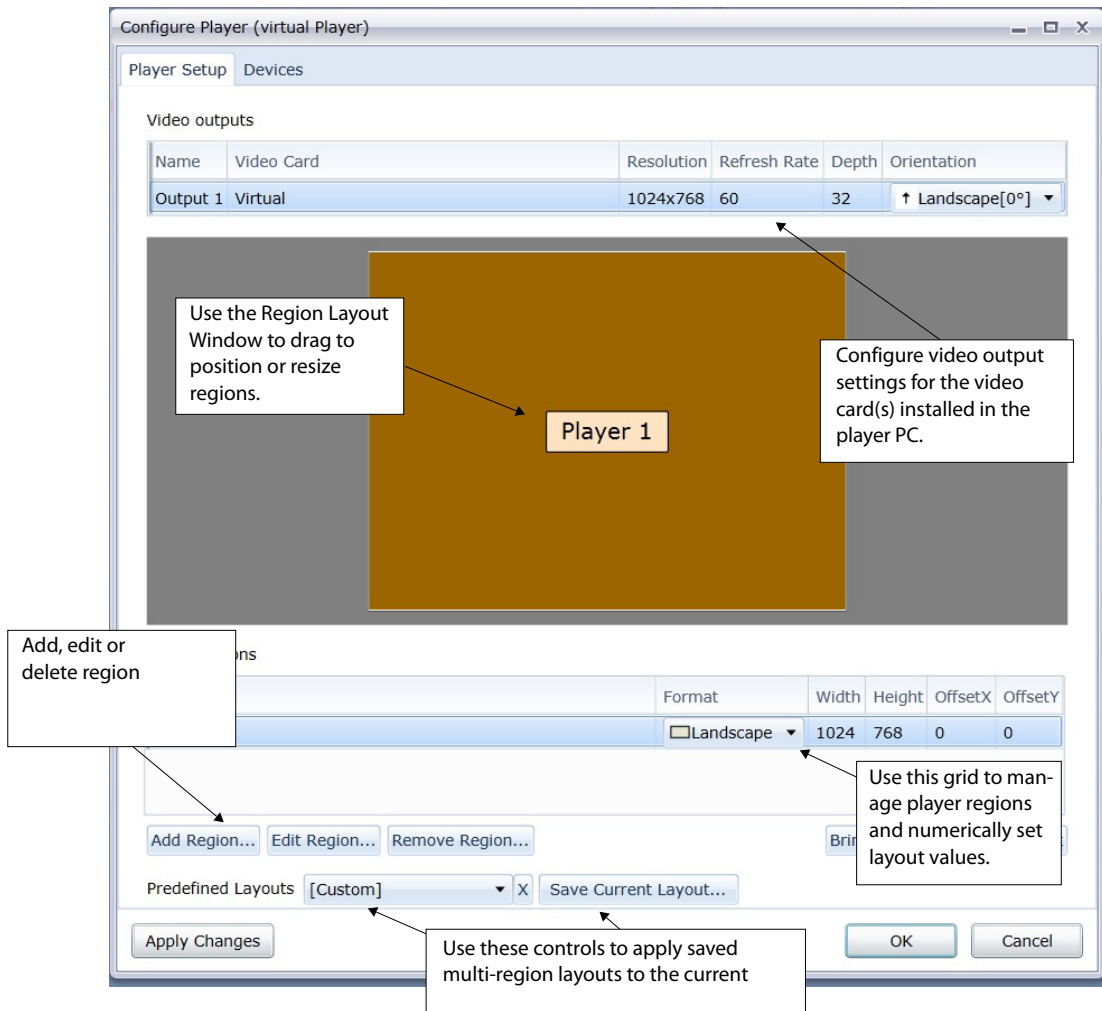 Configure Player (virtual Player)
Player Setup Devices
Video outputs
Name Video Card Resolution Refresh Rate Depth Orientation
Output 1 Virtual 1024x768 60 32 ↑ Landscape[0°]
Use the Region Layout
Window to drag to
position or resize
regions.
Configure video output
settings for the video
card(s) installed in the
player PC.
Player 1
Add, edit or
delete region
Format Width Height OffsetX OffsetY
Landscape 1024 768 0 0
Use this grid to man-
age player regions
and numerically set
layout values.
Add Region... Edit Region... Remove Region...
Predefined Layouts [Custom] X Save Current Layout...
Apply Changes OK Cancel
Use these controls to apply saved
multi-region layouts to the current